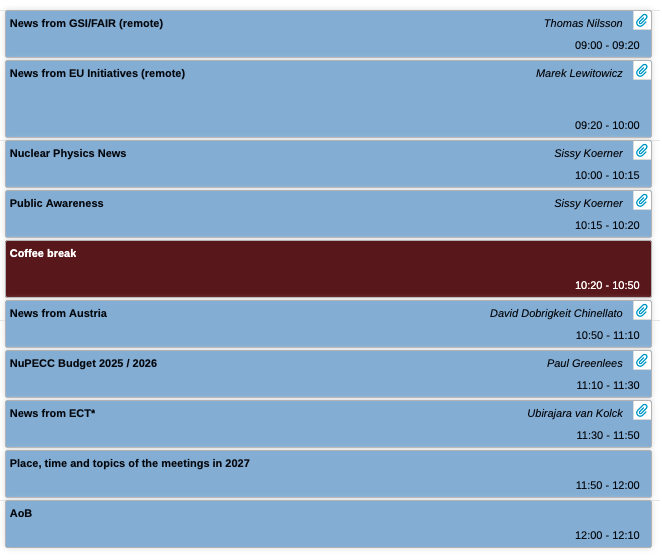 News from GSI/FAIR (remote) Thomas Nilsson
09:00 - 09:20
News from EU Initiatives (remote) Marek Lewitowicz
09:20 - 10:00
Nuclear Physics News Sissy Koerner
10:00 - 10:15
Public Awareness Sissy Koerner
10:15 - 10:20
Coffee break
10:20 - 10:50
News from Austria David Dobrigkeit Chinellato
10:50 - 11:10
NuPECC Budget 2025 / 2026 Paul Greenlees
11:10 - 11:30
News from ECT* Ubirajara van Kolck
11:30 - 11:50
Place, time and topics of the meetings in 2027
11:50 - 12:00
AoB
12:00 - 12:10